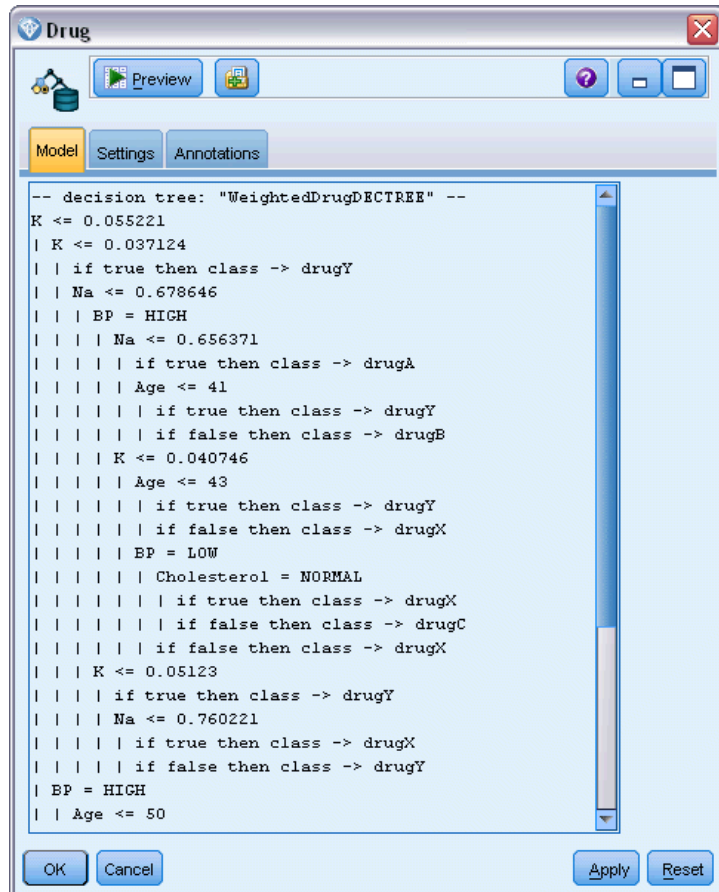 Drug
Preview
Model Settings Annotations
-- decision tree: "WeightedDrugDECTREE" --
K <= 0.055221
| K <= 0.037124
| | if true then class -> drugY
| | Na <= 0.678646
| | | BP = HIGH
| | | | Na <= 0.656371
| | | | | if true then class -> drugA
| | | | | Age <= 41
| | | | | | if true then class -> drugY
| | | | | | if false then class -> drugB
| | | | K <= 0.040746
| | | | | Age <= 43
| | | | | | if true then class -> drugY
| | | | | | if false then class -> drugX
| | | | | BP = LOW
| | | | | | Cholesterol = NORMAL
| | | | | | | if true then class -> drugX
| | | | | | | if false then class -> drugC
| | | | | | if false then class -> drugX
| | | K <= 0.05123
| | | | if true then class -> drugY
| | | | Na <= 0.760221
| | | | | if true then class -> drugX
| | | | | if false then class -> drugY
| BP = HIGH
| | Age <= 50
OK Cancel Apply Reset